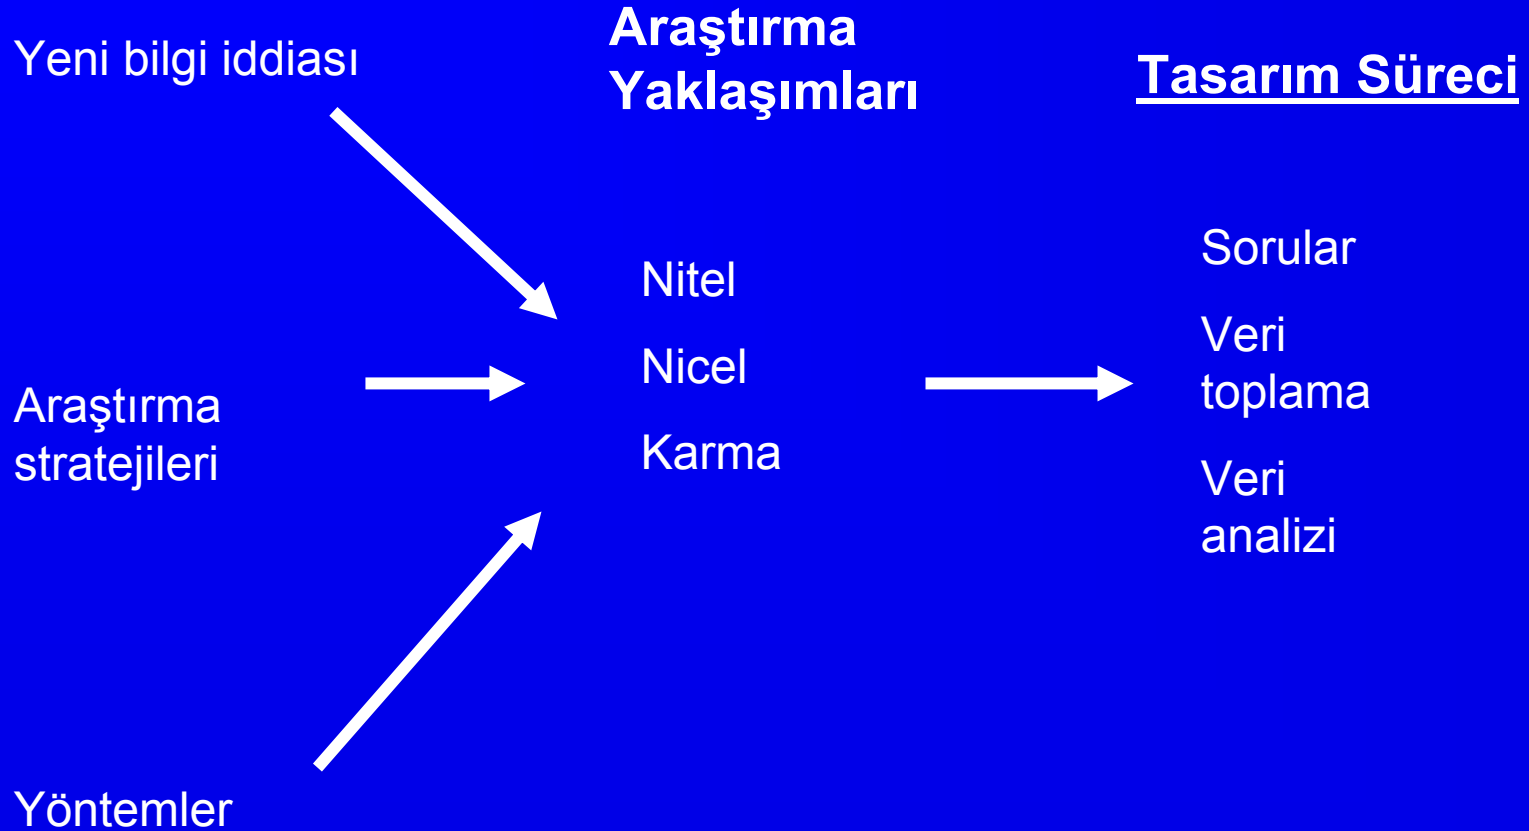 Yeni bilgi iddiası
Araştırma
stratejileri
Yöntemler
Araştırma
Yaklaşımları
Nitel
Nicel
Karma
Tasarım Süreci
Sorular
Veri
toplama
Veri
analizi